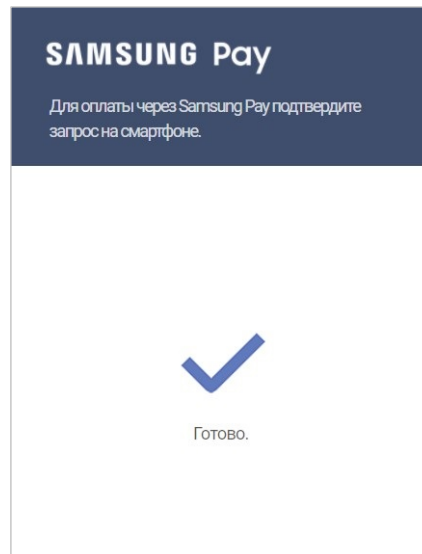 SAMSUNG Pay
Для оплаты через Samsung Pay подтвердите
запрос на смартфоне.
Готово.